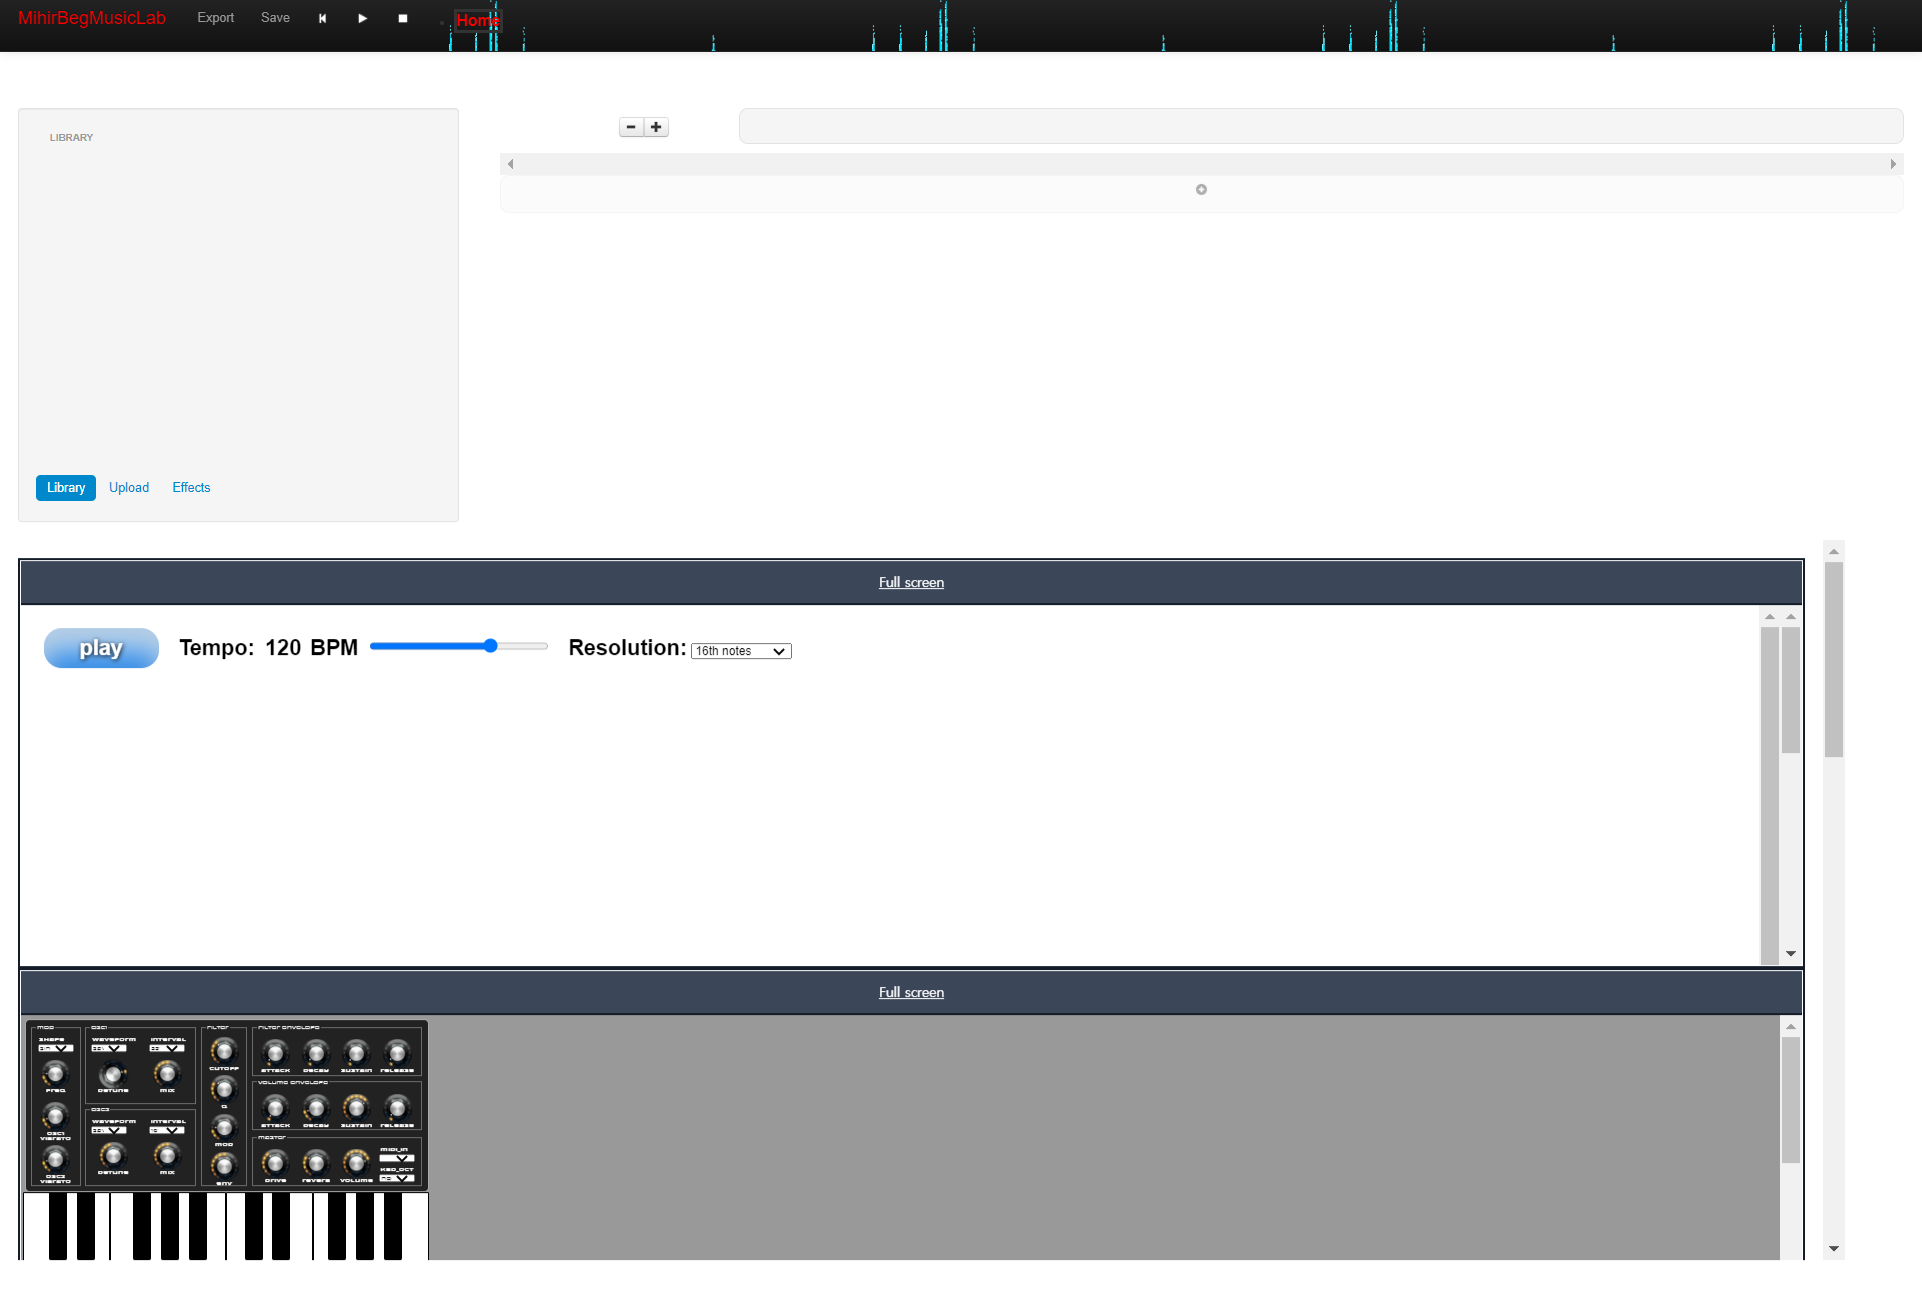 MihirBegMusicLab Export Save Home
LIBRARY
Library Upload Effects
Full screen
play Tempo: 120 BPM Resolution: 16th notes
Full screen
MOD OSC1 FILTER FILTER ENVELOPE
SHAPE WAVEFORM INTERVAL
CUTOFF
ATTACK DECAY SUSTAIN RELEASE
FREQ DETUNE MIX
VOLUME ENVELOPE
Q
OSC2
WAVEFORM INTERVAL
ATTACK DECAY SUSTAIN RELEASE
OSC1 VIBRATO
MOD MASTER
MIDI_IN
KBD_OCT
DETUNE MIX
OSC2 VIBRATO
ENV DRIVE REVERB VOLUME